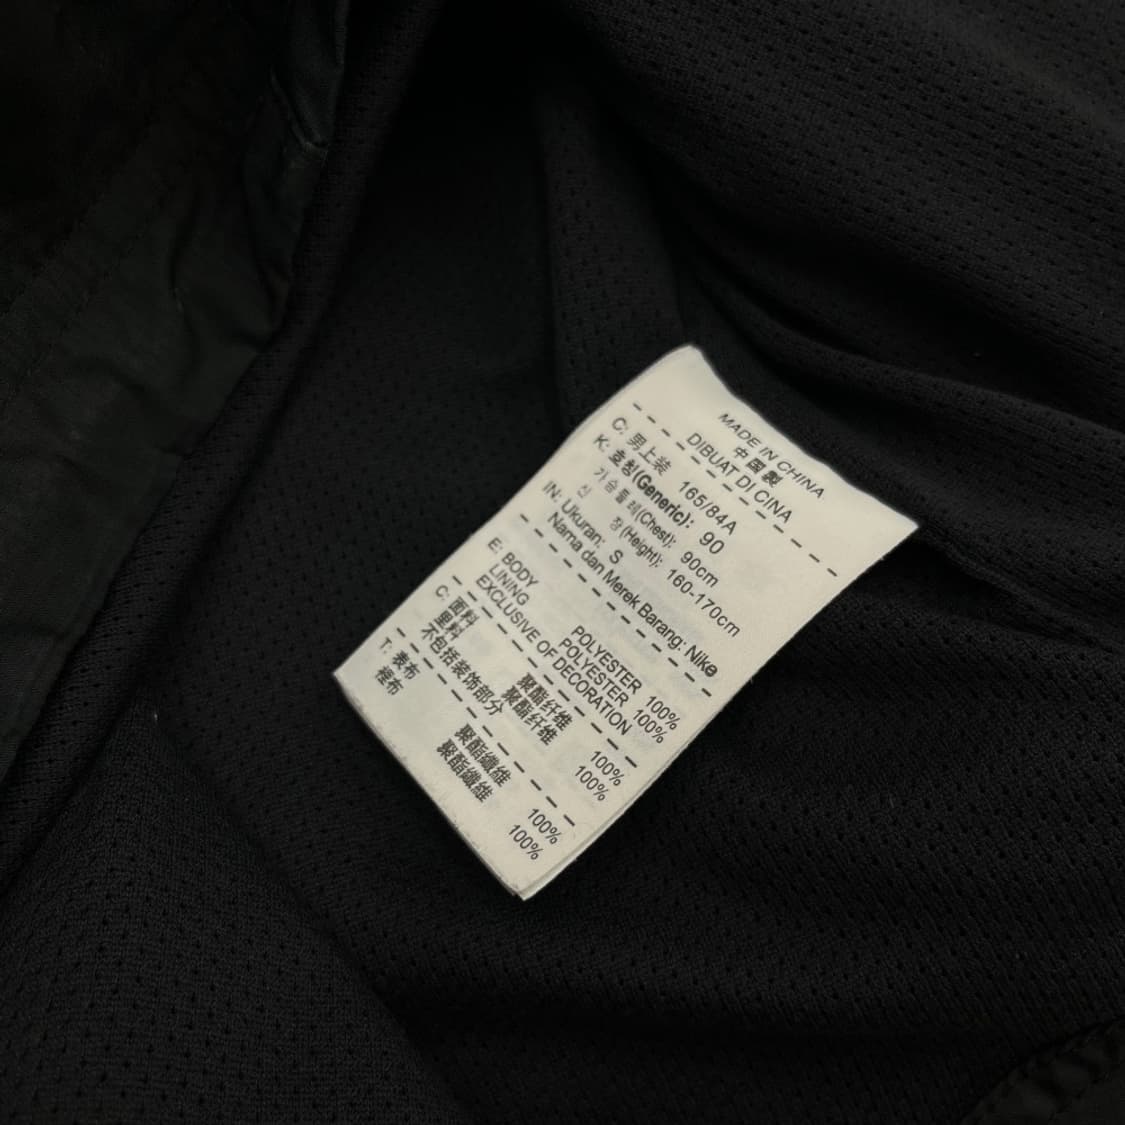 MADE IN CHINA
中国製
DIBUAT DI CINA
C: 男上装 165/84A
K: 호칭(Generic): 90
가슴둘레(Chest): 90cm
신 장(Height): 160-170cm
IN: Ukuran: S
Nama dan Merek Barang: Nike
E: BODY POLYESTER 100%
LINING POLYESTER 100%
EXCLUSIVE OF DECORATION
C: 面料 聚酯纤维 100%
里料 聚酯纤维 100%
不包括装饰部分
T: 表布 聚酯纖維 100%
裡布 聚酯纖維 100%